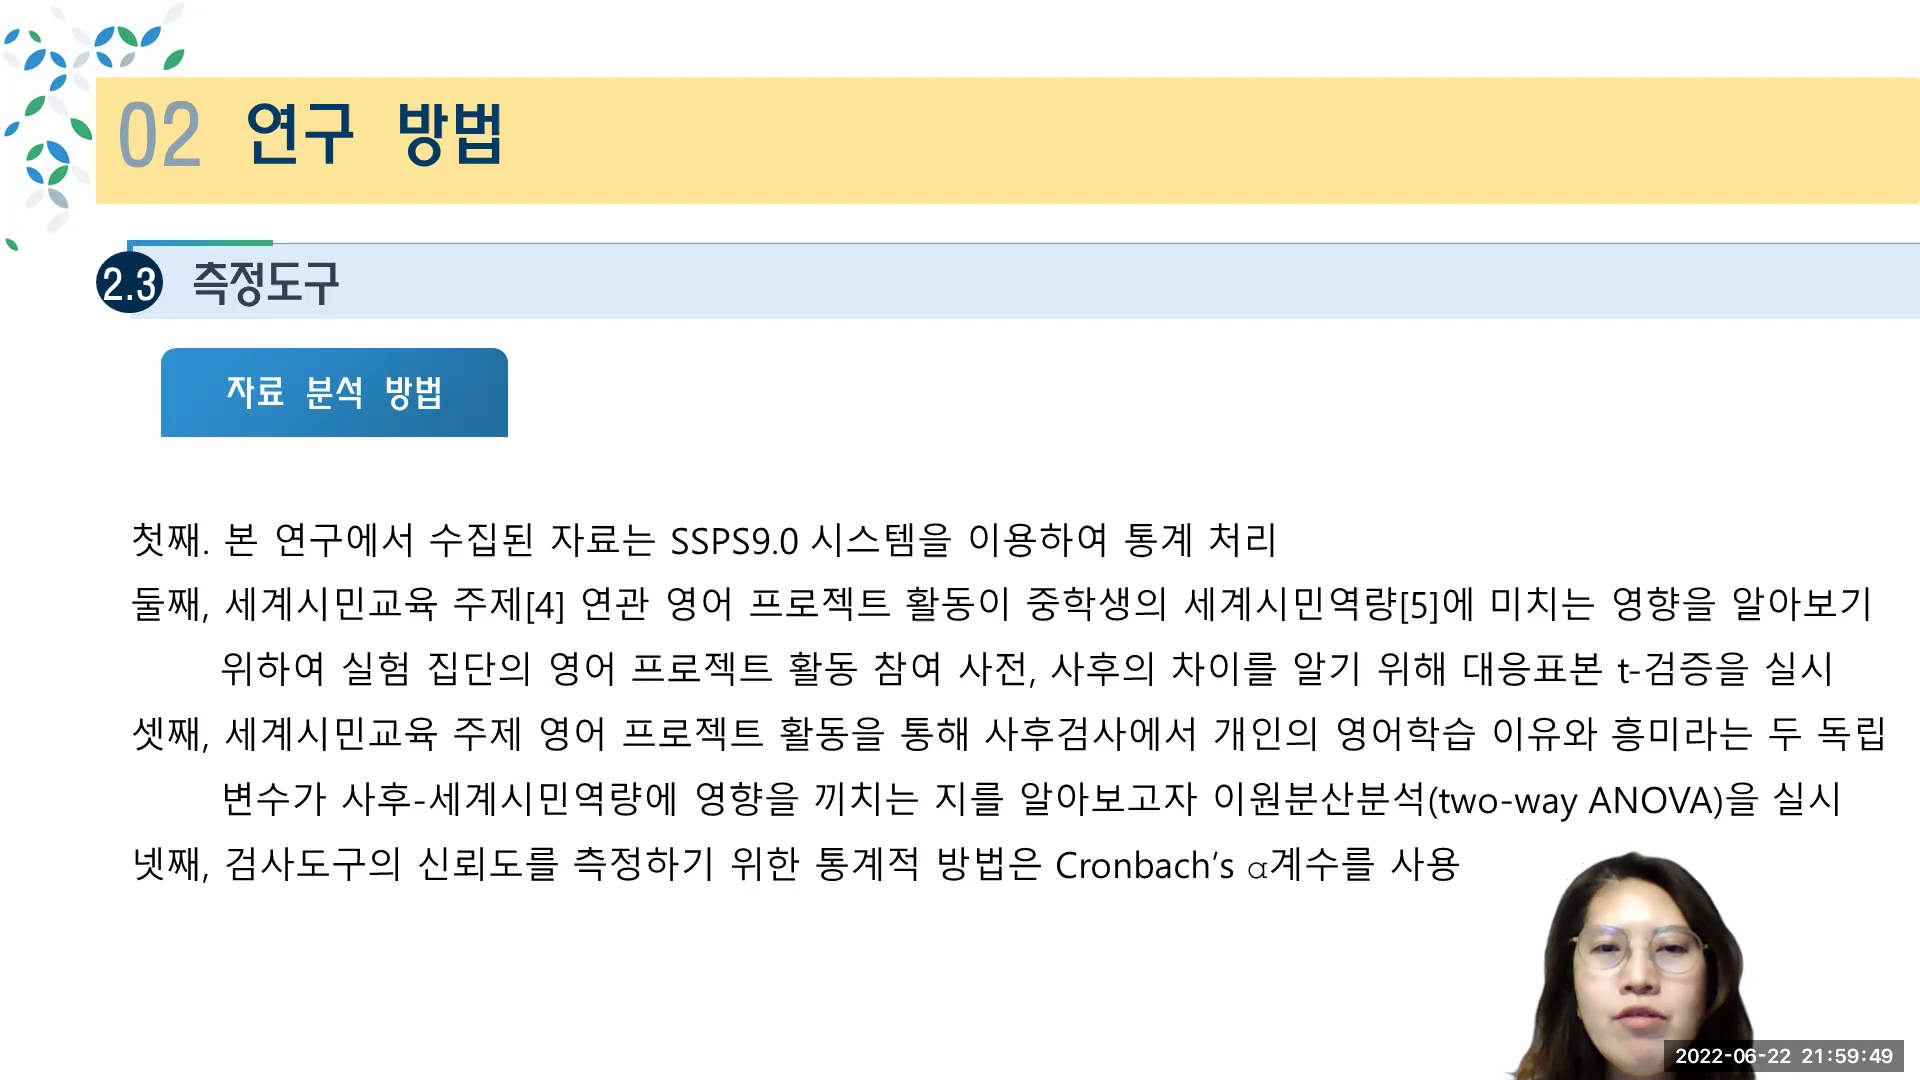 02 연구 방법
2.3 측정도구
자료 분석 방법
첫째. 본 연구에서 수집된 자료는 SSPS9.0 시스템을 이용하여 통계 처리
둘째, 세계시민교육 주제[4] 연관 영어 프로젝트 활동이 중학생의 세계시민역량[5]에 미치는 영향을 알아보기
위하여 실험 집단의 영어 프로젝트 활동 참여 사전, 사후의 차이를 알기 위해 대응표본 t-검증을 실시
셋째, 세계시민교육 주제 영어 프로젝트 활동을 통해 사후검사에서 개인의 영어학습 이유와 흥미라는 두 독립
변수가 사후-세계시민역량에 영향을 끼치는 지를 알아보고자 이원분산분석(two-way ANOVA)을 실시
넷째, 검사도구의 신뢰도를 측정하기 위한 통계적 방법은 Cronbach’s α계수를 사용
2022-06-22 21:59:49